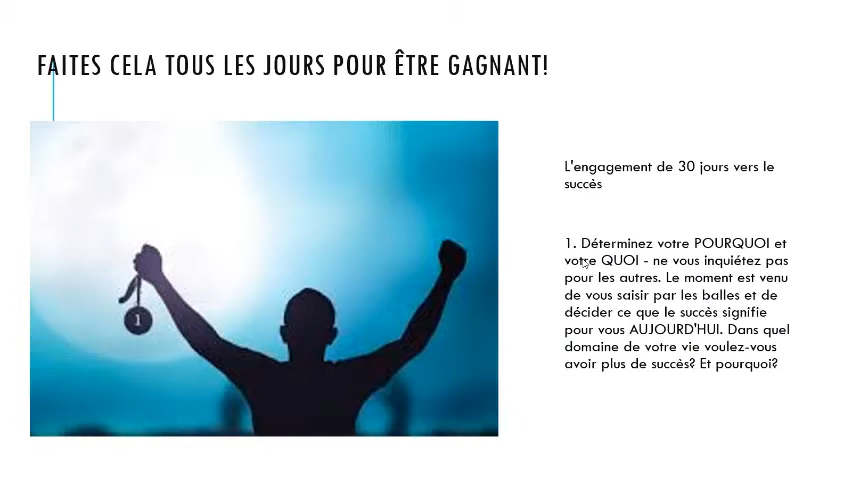 FAITES CELA TOUS LES JOURS POUR ÊTRE GAGNANT!
L'engagement de 30 jours vers le
succès
1. Déterminez votre POURQUOI et
votre QUOI - ne vous inquiétez pas
pour les autres. Le moment est venu
de vous saisir par les balles et de
décider ce que le succès signifie
pour vous AUJOURD'HUI. Dans quel
domaine de votre vie voulez-vous
avoir plus de succès? Et pourquoi?
1